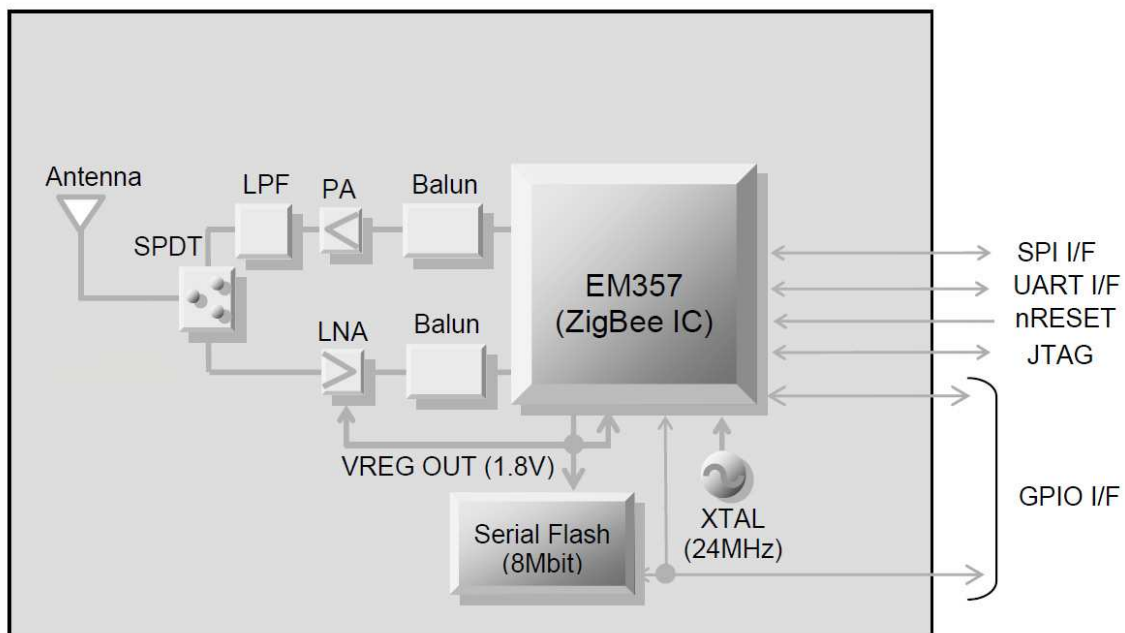 Antenna
LPF
PA
Balun
SPDT
EM357
(ZigBee IC)
SPI I/F
UART I/F
nRESET
JTAG
LNA
Balun
VREG OUT (1.8V)
Serial Flash
(8Mbit)
XTAL
(24MHz)
GPIO I/F